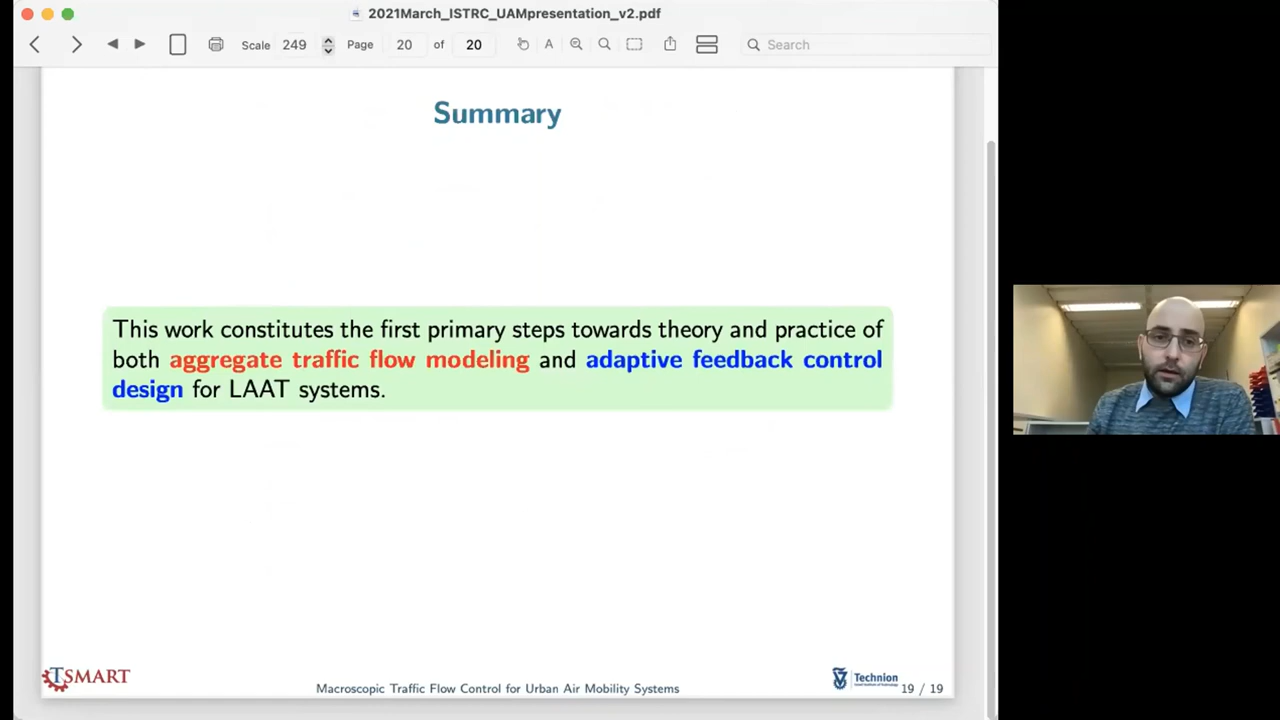 2021March_ISTRC_UAMpresentation_v2.pdf
Scale 249 Page 20 of 20 A Search
Summary
This work constitutes the first primary steps towards theory and practice of
both aggregate traffic flow modeling and adaptive feedback control
design for LAAT systems.
TSMART
Macroscopic Traffic Flow Control for Urban Air Mobility Systems
Technion
19 / 19